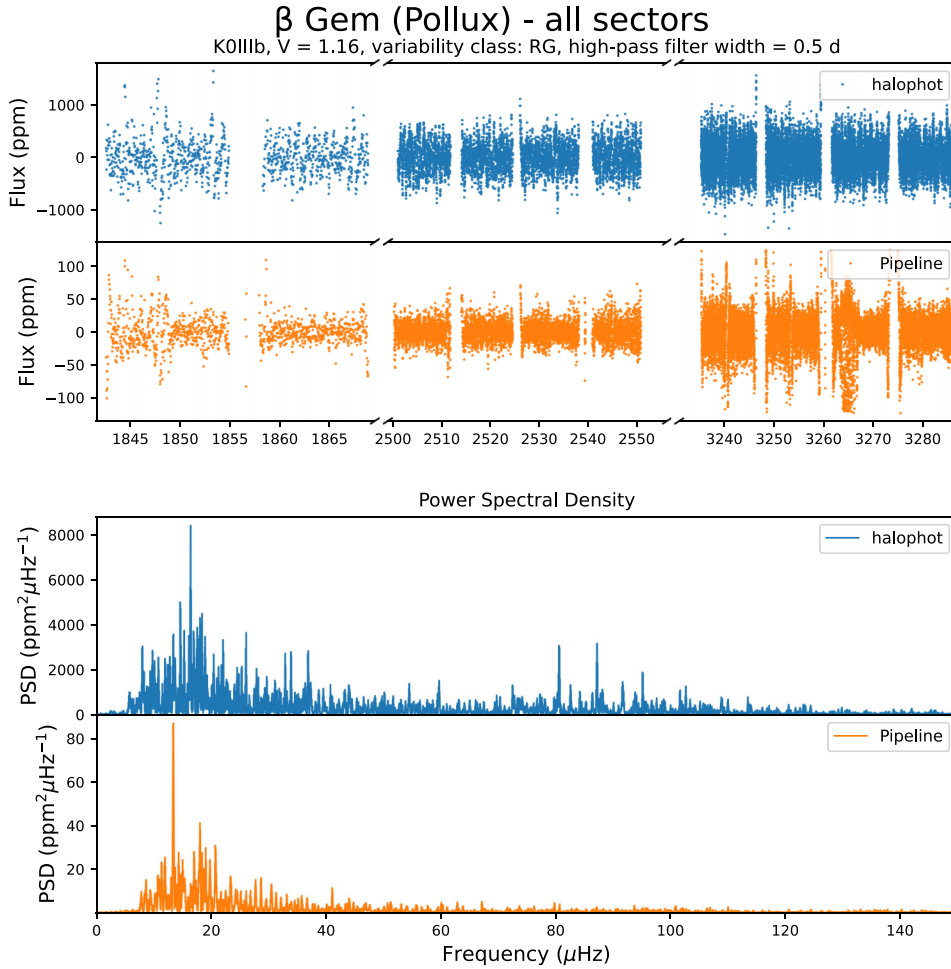 β Gem (Pollux) - all sectors
K0IIIb, V = 1.16, variability class: RG, high-pass filter width = 0.5 d
halophot
Flux (ppm)
1000
0
−1000
Pipeline
Flux (ppm)
100
50
0
−50
−100
1845 1850 1855 1860 1865 2500 2510 2520 2530 2540 2550 3240 3250 3260 3270 3280
Power Spectral Density
halophot
PSD (ppm²μHz⁻¹)
8000
6000
4000
2000
0
Pipeline
PSD (ppm²μHz⁻¹)
80
60
40
20
0 20 40 60 80 100 120 140
Frequency (μHz)